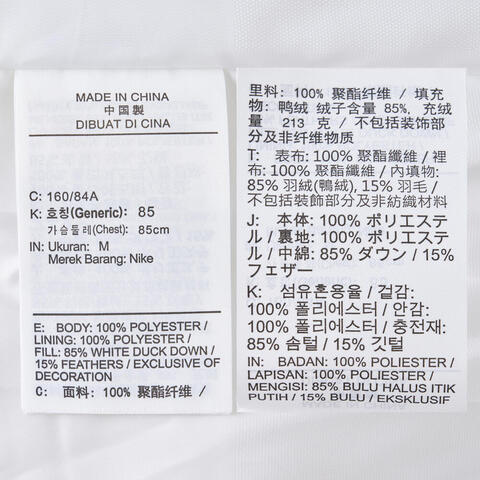 MADE IN CHINA
中国製
DIBUAT DI CINA
C: 160/84A
K: 호칭(Generic): 85
가슴둘레(Chest): 85cm
IN: Ukuran: M
Merek Barang: Nike
E: BODY: 100% POLYESTER /
LINING: 100% POLYESTER /
FILL: 85% WHITE DUCK DOWN /
15% FEATHERS / EXCLUSIVE OF
DECORATION
C: 面料: 100% 聚酯纤维 /
里料: 100% 聚酯纤维 / 填充
物: 鸭绒 绒子含量 85%, 充绒
量 213 克 / 不包括装饰部
部分及非纤维物质
T: 表布: 100% 聚酯纖維 / 裡
布: 100% 聚酯纖維 / 內填物:
85% 羽絨(鴨絨), 15% 羽毛 /
不包括裝飾部分及非紡織材料
J: 本体: 100% ポリエステ
ル / 裏地: 100% ポリエステ
ル / 中綿: 85% ダウン / 15%
フェザー
K: 섬유혼용율 / 겉감:
100% 폴리에스터 / 안감:
100% 폴리에스터 / 충전재:
85% 솜털 / 15% 깃털
IN: BADAN: 100% POLIESTER /
LAPISAN: 100% POLIESTER /
MENGISI: 85% BULU HALUS ITIK
PUTIH / 15% BULU / EKSKLUSIF